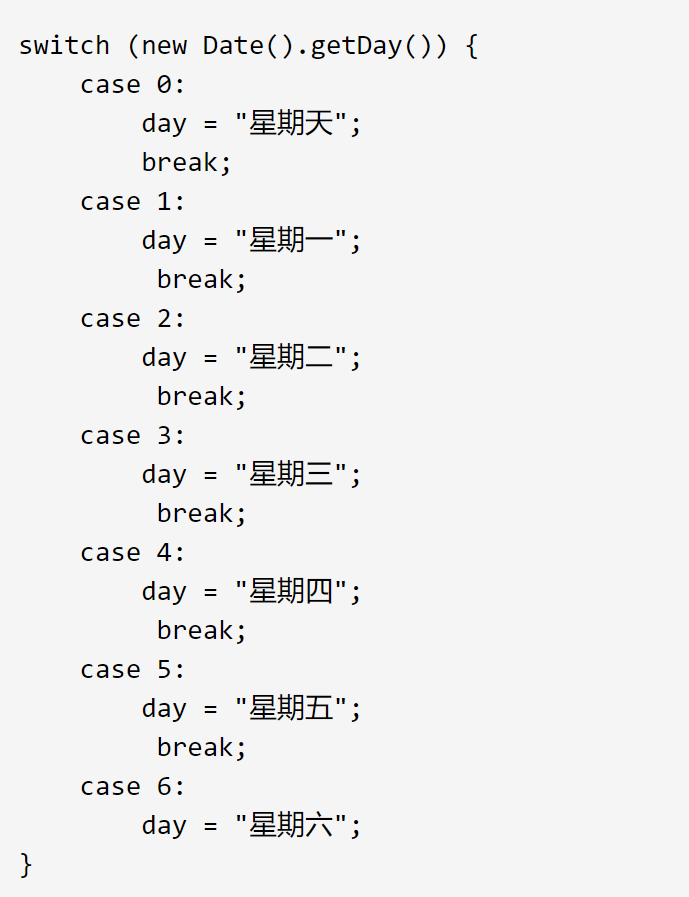 switch (new Date().getDay()) {
    case 0:
        day = "星期天";
        break;
    case 1:
        day = "星期一";
         break;
    case 2:
        day = "星期二";
         break;
    case 3:
        day = "星期三";
         break;
    case 4:
        day = "星期四";
         break;
    case 5:
        day = "星期五";
         break;
    case 6:
        day = "星期六";
}